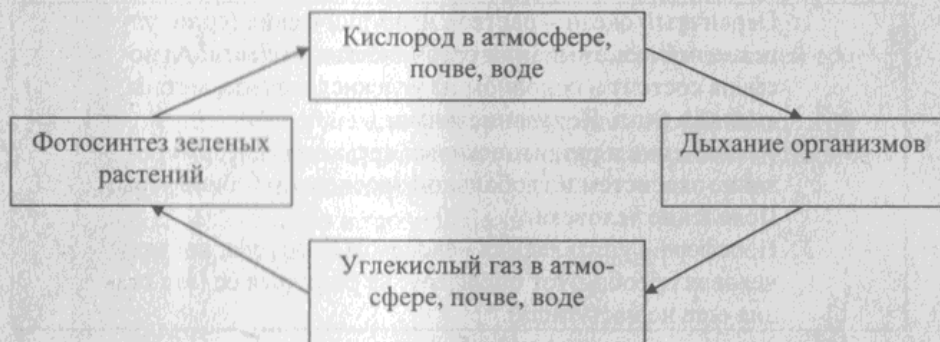 Кислород в атмосфере,
почве, воде
Фотосинтез зеленых
растений
Дыхание организмов
Углекислый газ в атмо-
сфере, почве, воде